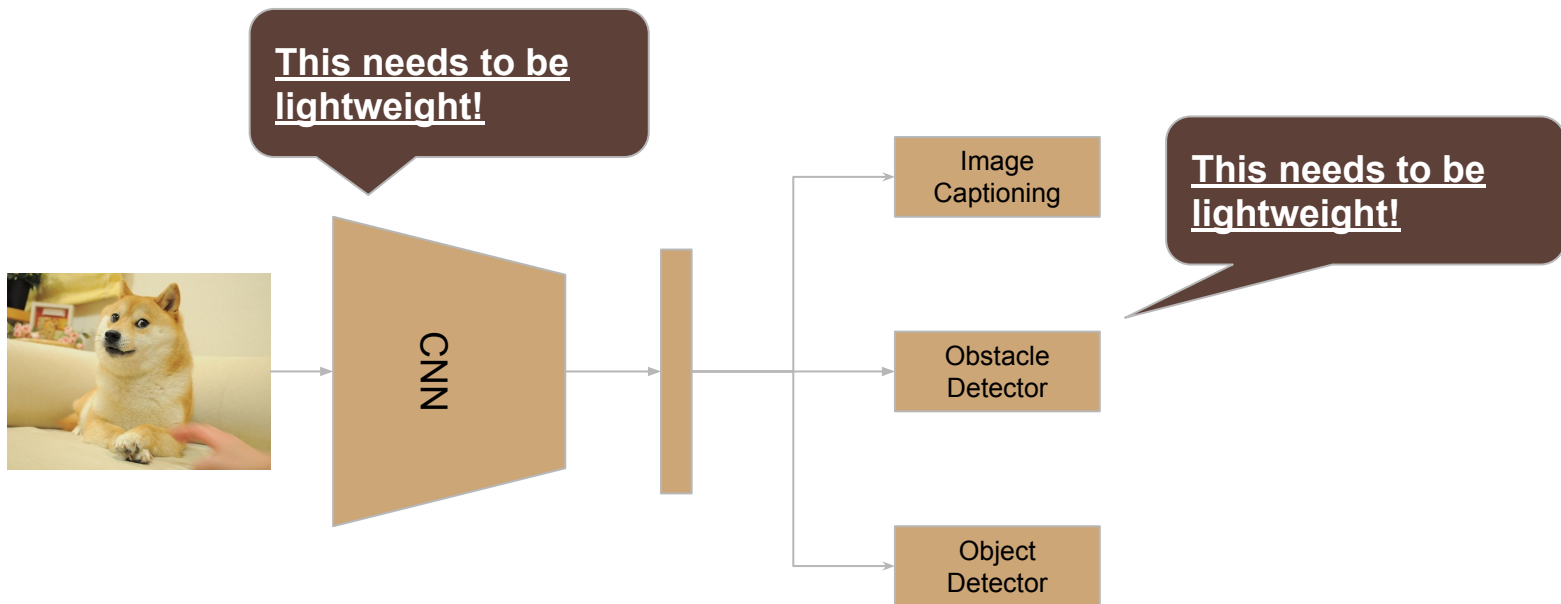 This needs to be
lightweight!
Image
Captioning
This needs to be
lightweight!
CNN
Obstacle
Detector
Object
Detector